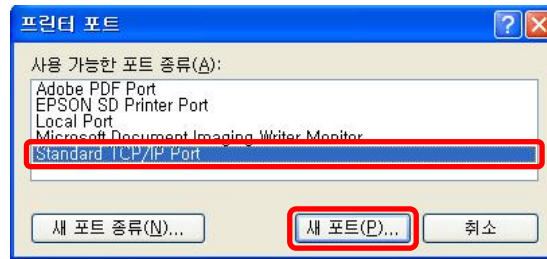 프린터 포트
사용 가능한 포트 종류(A):
Adobe PDF Port
EPSON SD Printer Port
Local Port
Microsoft Document Imaging Writer Monitor
Standard TCP/IP Port
새 포트 종류(N)... 새 포트(P)... 취소